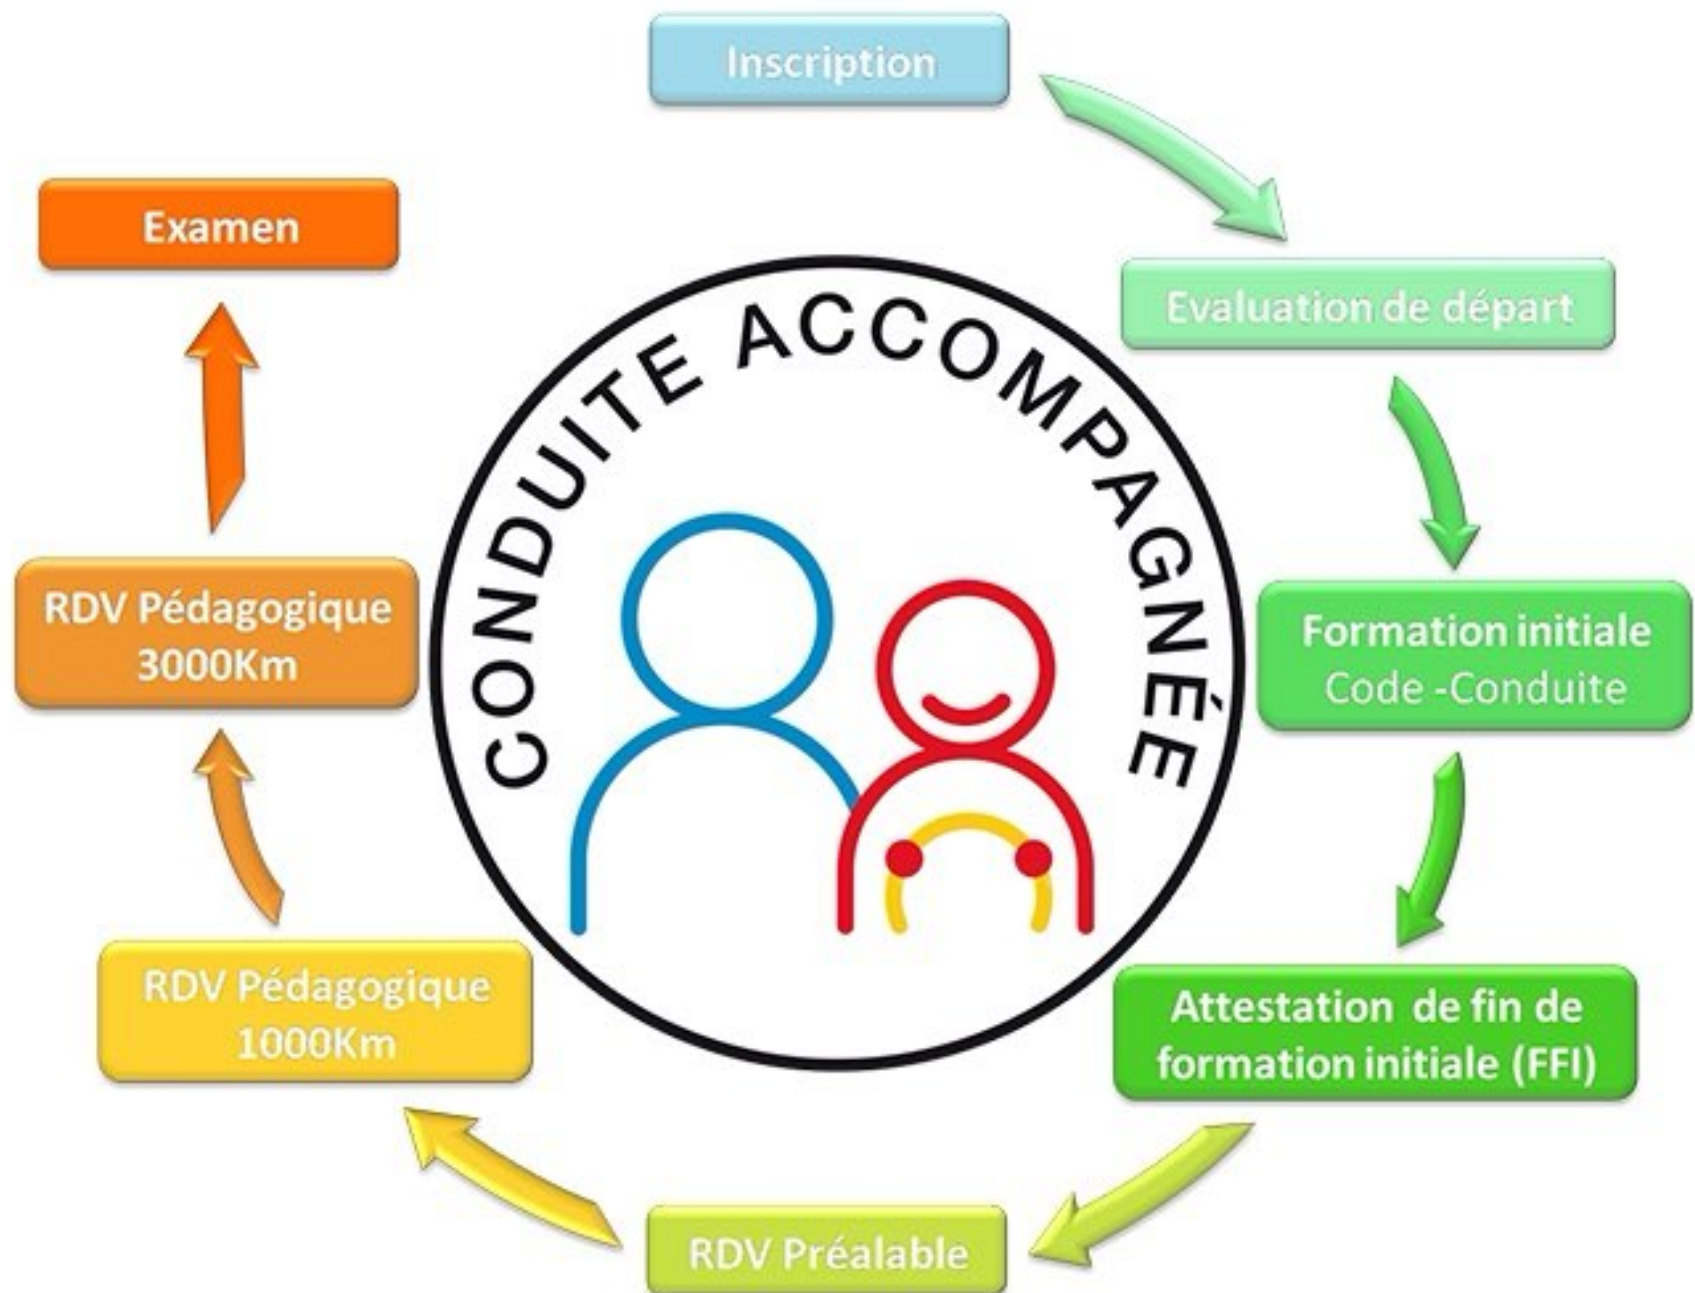 Inscription
Evaluation de départ
Formation initiale
Code -Conduite
Attestation de fin de
formation initiale (FFI)
RDV Préalable
RDV Pédagogique
1000Km
RDV Pédagogique
3000Km
Examen
CONDUITE ACCOMPAGNÉE